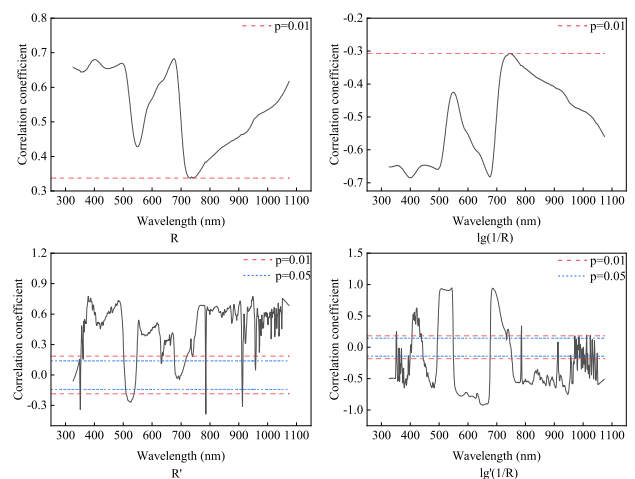 0.8
0.7
0.6
0.5
0.4
0.3
p=0.01
Correlation conefficient
300 400 500 600 700 800 900 1000 1100
Wavelength (nm)
R
-0.2
-0.3
-0.4
-0.5
-0.6
-0.7
p=0.01
Correlation conefficient
300 400 500 600 700 800 900 1000 1100
Wavelength (nm)
lg(1/R)
1.2
0.9
0.6
0.3
0.0
-0.3
p=0.01
p=0.05
Correlation conefficient
300 400 500 600 700 800 900 1000 1100
Wavelength (nm)
R'
1.5
1.0
0.5
0.0
-0.5
-1.0
p=0.01
p=0.05
Correlation conefficient
300 400 500 600 700 800 900 1000 1100
Wavelength (nm)
lg'(1/R)